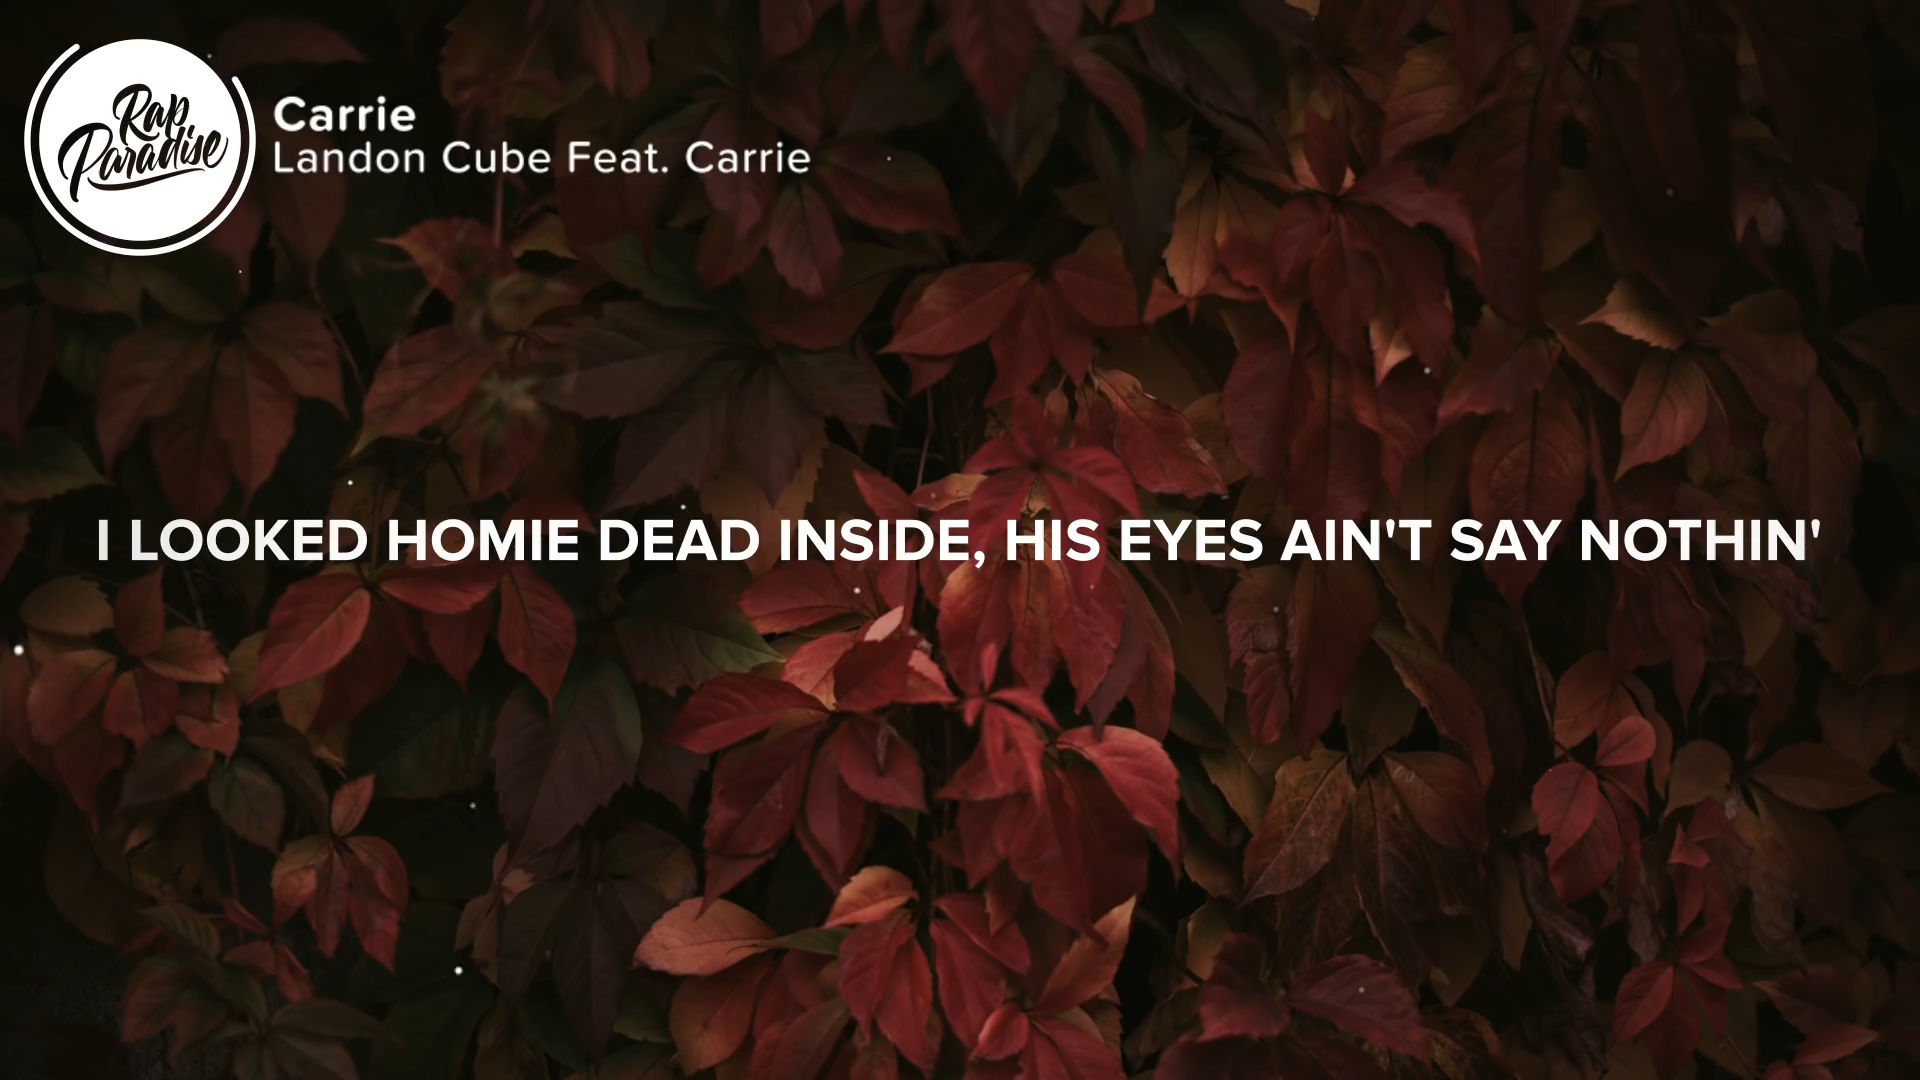 Rap
Paradise
Carrie
Landon Cube Feat. Carrie
I LOOKED HOMIE DEAD INSIDE, HIS EYES AIN'T SAY NOTHIN'